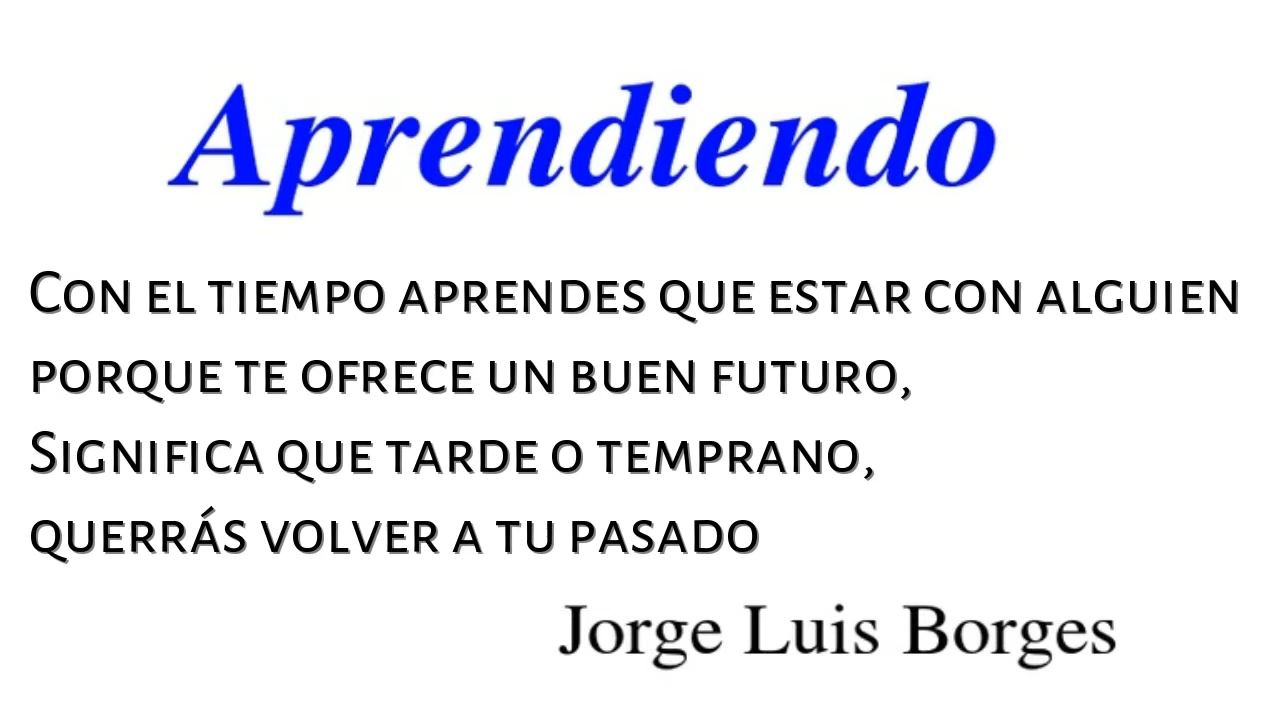 Aprendiendo
Con el tiempo aprendes que estar con alguien
porque te ofrece un buen futuro,
Significa que tarde o temprano,
querrás volver a tu pasado
Jorge Luis Borges